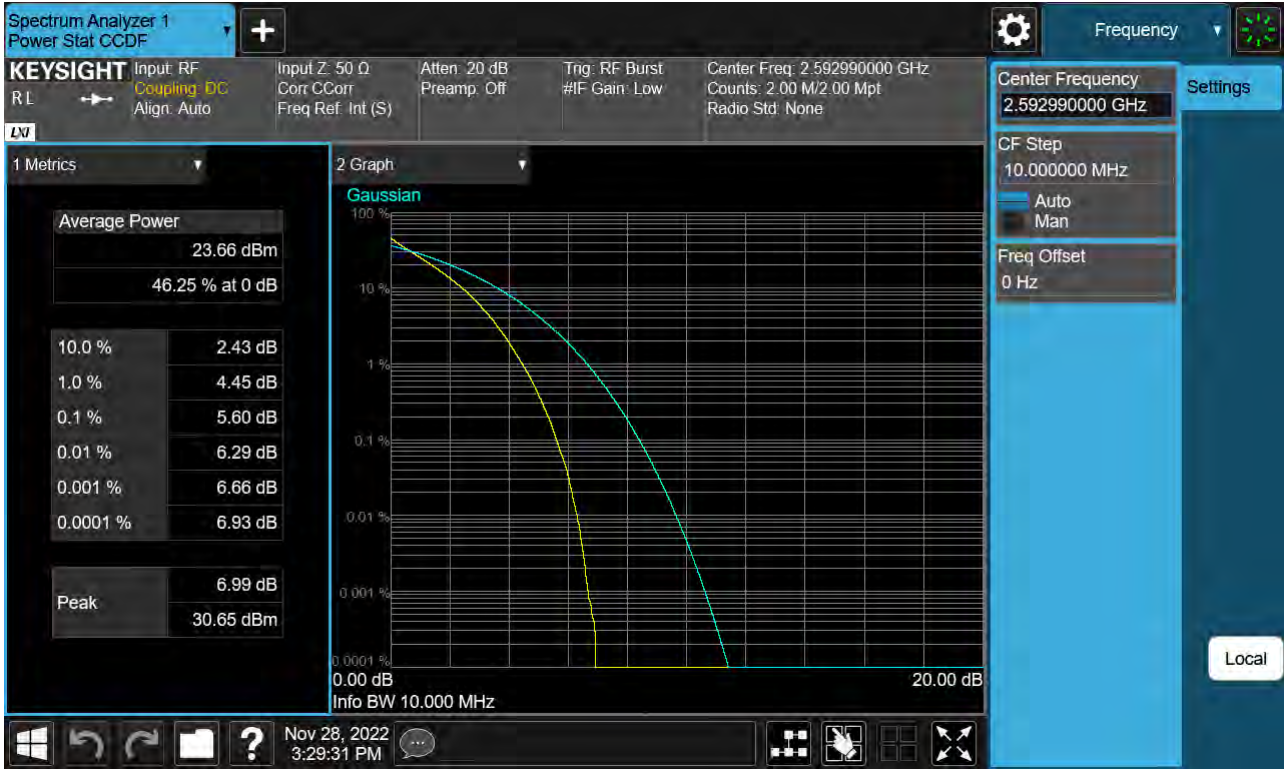 Spectrum Analyzer 1
Power Stat CCDF
Frequency
KEYSIGHT
R L
LXI
Input: RF
Coupling: DC
Align: Auto
Input Z: 50 Ω
Corr CCorr
Freq Ref: Int (S)
Atten: 20 dB
Preamp: Off
Trig: RF Burst
#IF Gain: Low
Center Freq: 2.592990000 GHz
Counts: 2.00 M/2.00 Mpt
Radio Std: None
Center Frequency
2.592990000 GHz
Settings
CF Step
10.000000 MHz
Auto
Man
Freq Offset
0 Hz
1 Metrics
Average Power
23.66 dBm
46.25 % at 0 dB
10.0 % 2.43 dB
1.0 % 4.45 dB
0.1 % 5.60 dB
0.01 % 6.29 dB
0.001 % 6.66 dB
0.0001 % 6.93 dB
Peak
6.99 dB
30.65 dBm
2 Graph
Gaussian
100 %
10 %
1 %
0.1 %
0.01 %
0.001 %
0.0001 %
0.00 dB 20.00 dB
Info BW 10.000 MHz
Local
?
Nov 28, 2022
3:29:31 PM